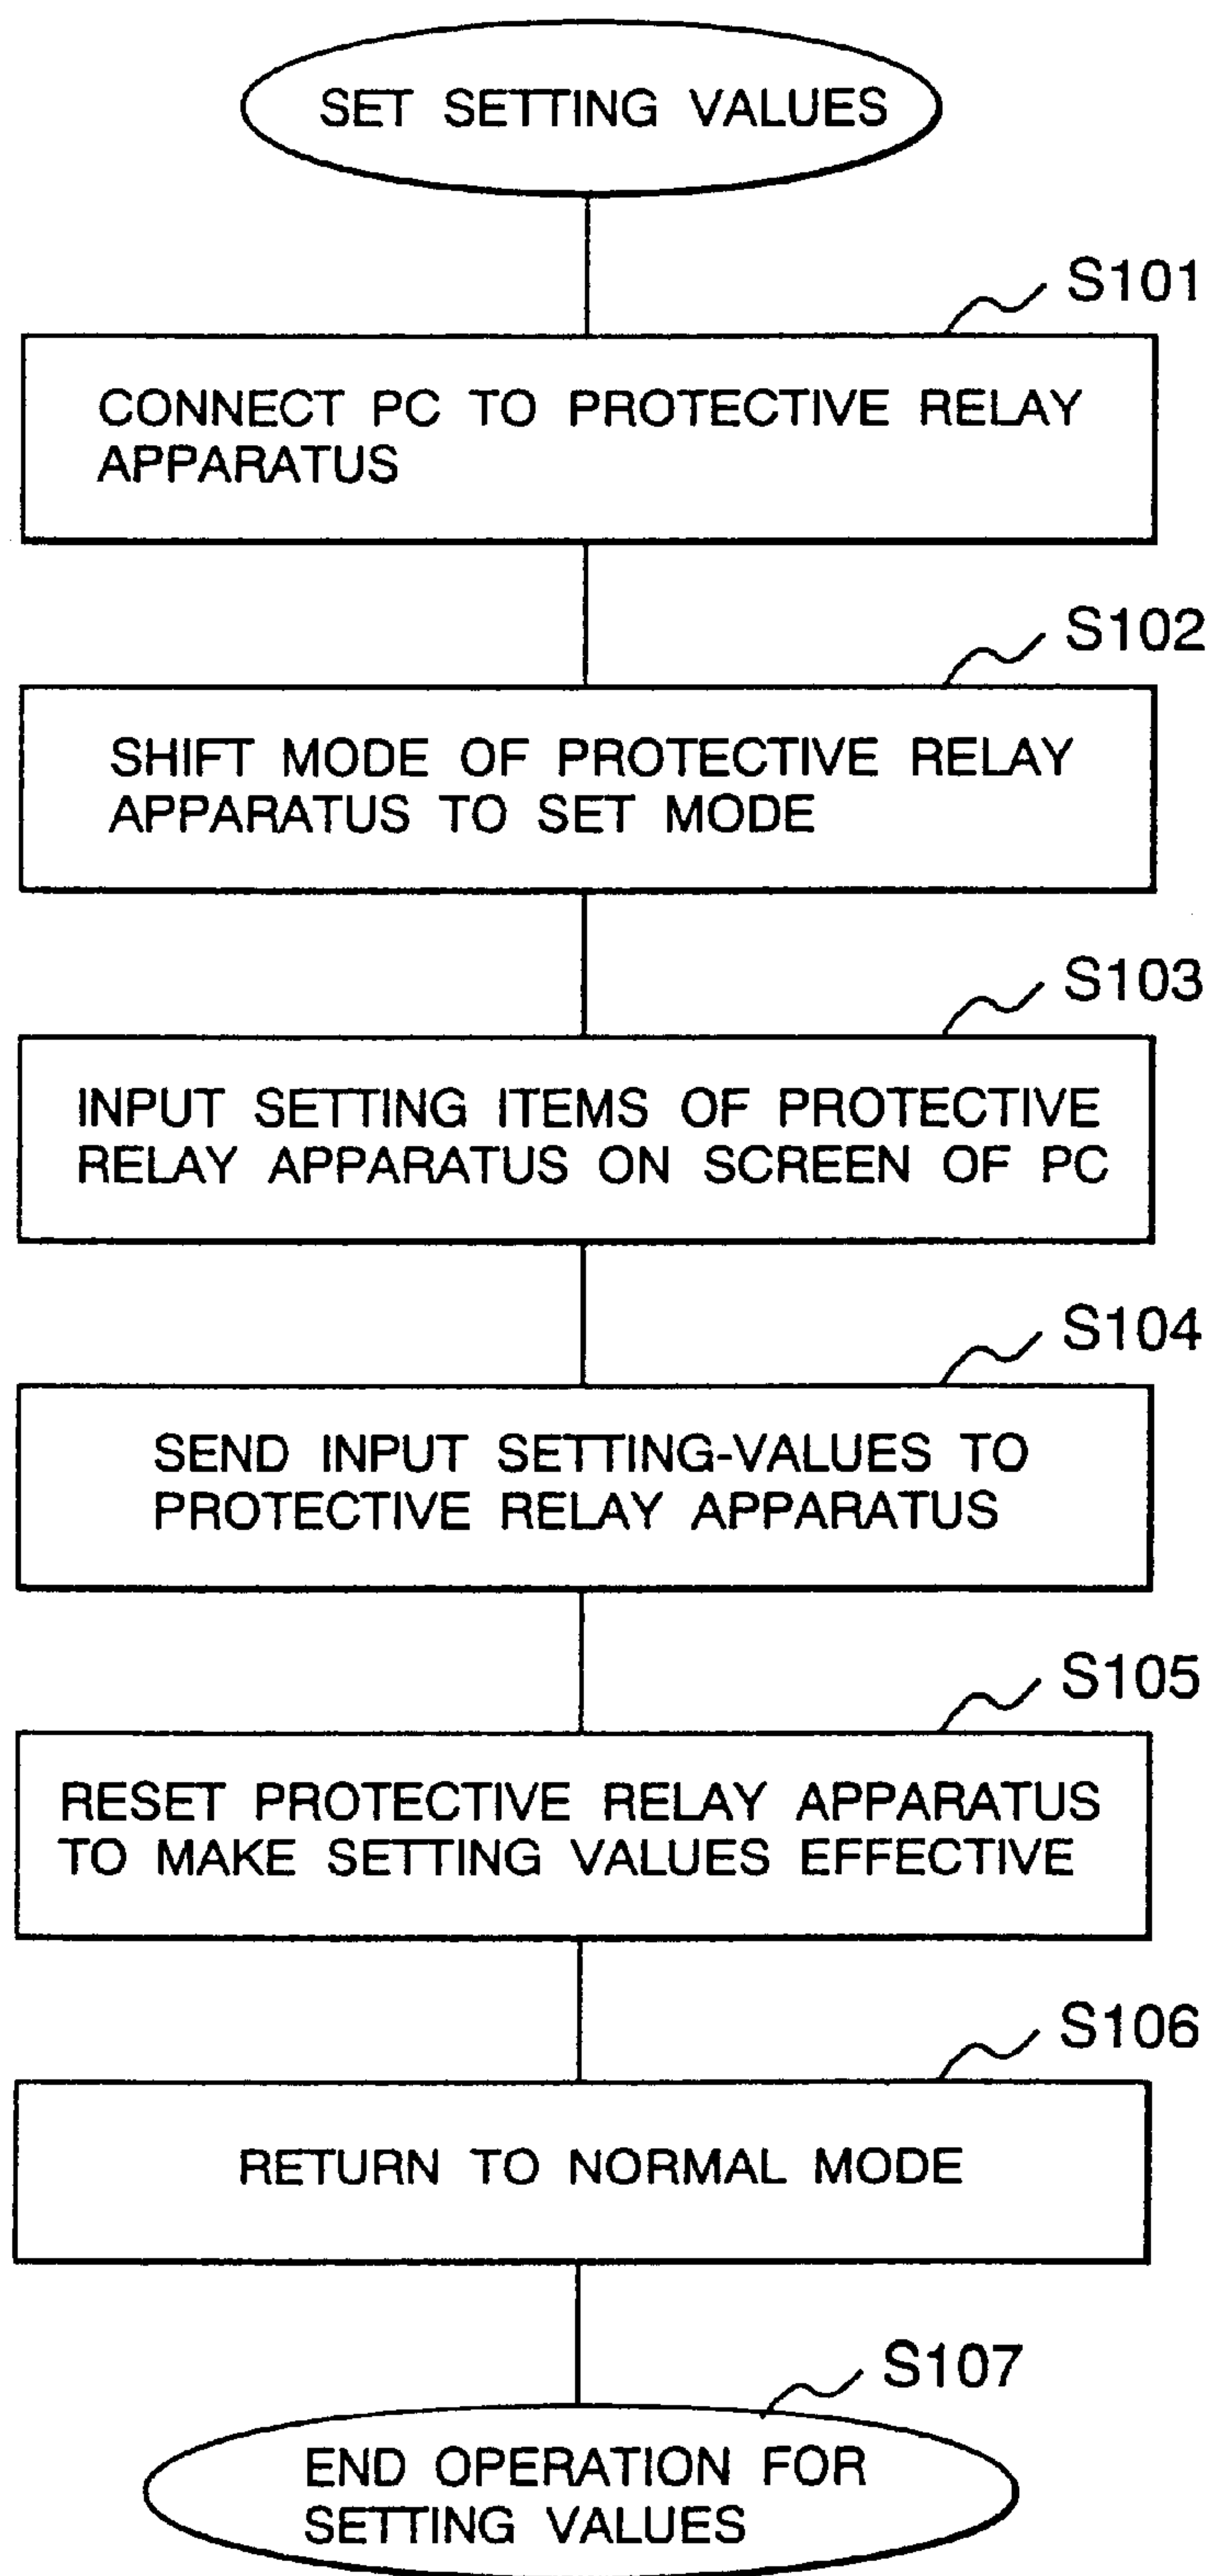 SET SETTING VALUES
S101
CONNECT PC TO PROTECTIVE RELAY
APPARATUS
S102
SHIFT MODE OF PROTECTIVE RELAY
APPARATUS TO SET MODE
S103
INPUT SETTING ITEMS OF PROTECTIVE
RELAY APPARATUS ON SCREEN OF PC
S104
SEND INPUT SETTING-VALUES TO
PROTECTIVE RELAY APPARATUS
S105
RESET PROTECTIVE RELAY APPARATUS
TO MAKE SETTING VALUES EFFECTIVE
S106
RETURN TO NORMAL MODE
S107
END OPERATION FOR
SETTING VALUES